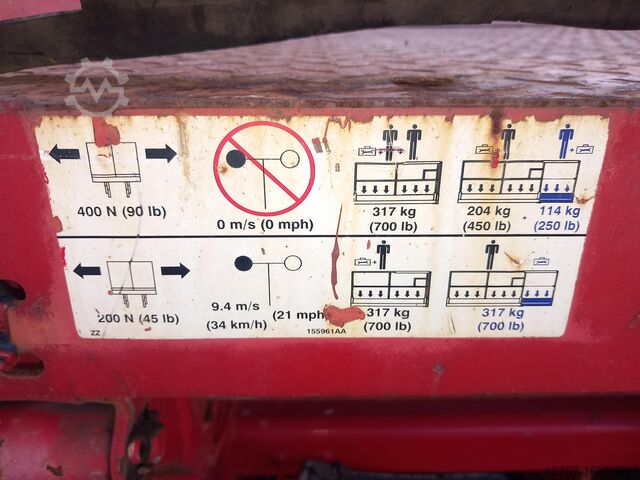 400 N (90 lb)
0 m/s (0 mph)
317 kg
(700 lb)
204 kg
(450 lb)
114 kg
(250 lb)
200 N (45 lb)
9.4 m/s
(34 km/h)
(21 mph)
317 kg
(700 lb)
317 kg
(700 lb)
ZZ
155961AA